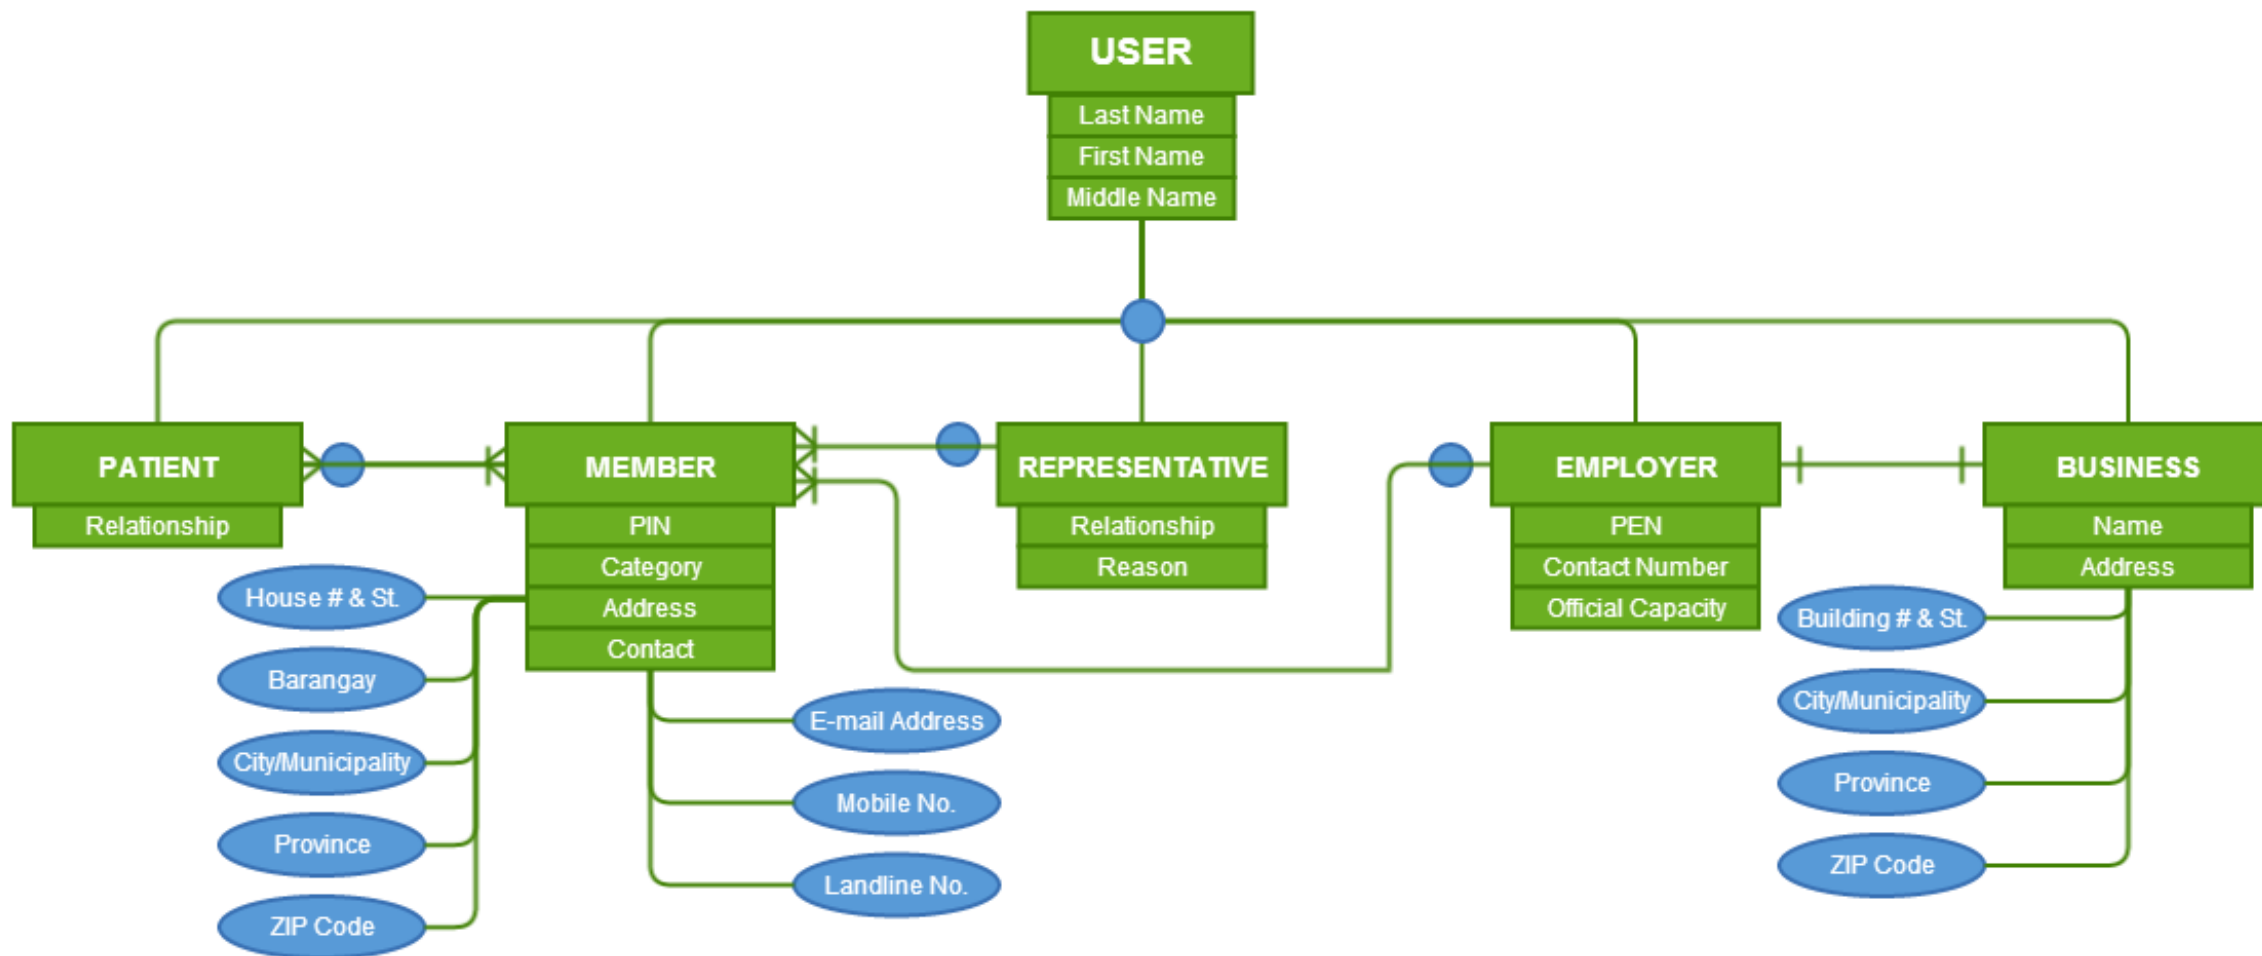 USER
Last Name
First Name
Middle Name
PATIENT
Relationship
MEMBER
PIN
Category
Address
Contact
REPRESENTATIVE
Relationship
Reason
EMPLOYER
PEN
Contact Number
Official Capacity
BUSINESS
Name
Address
House # & St.
Barangay
City/Municipality
Province
ZIP Code
E-mail Address
Mobile No.
Landline No.
Building # & St.
City/Municipality
Province
ZIP Code